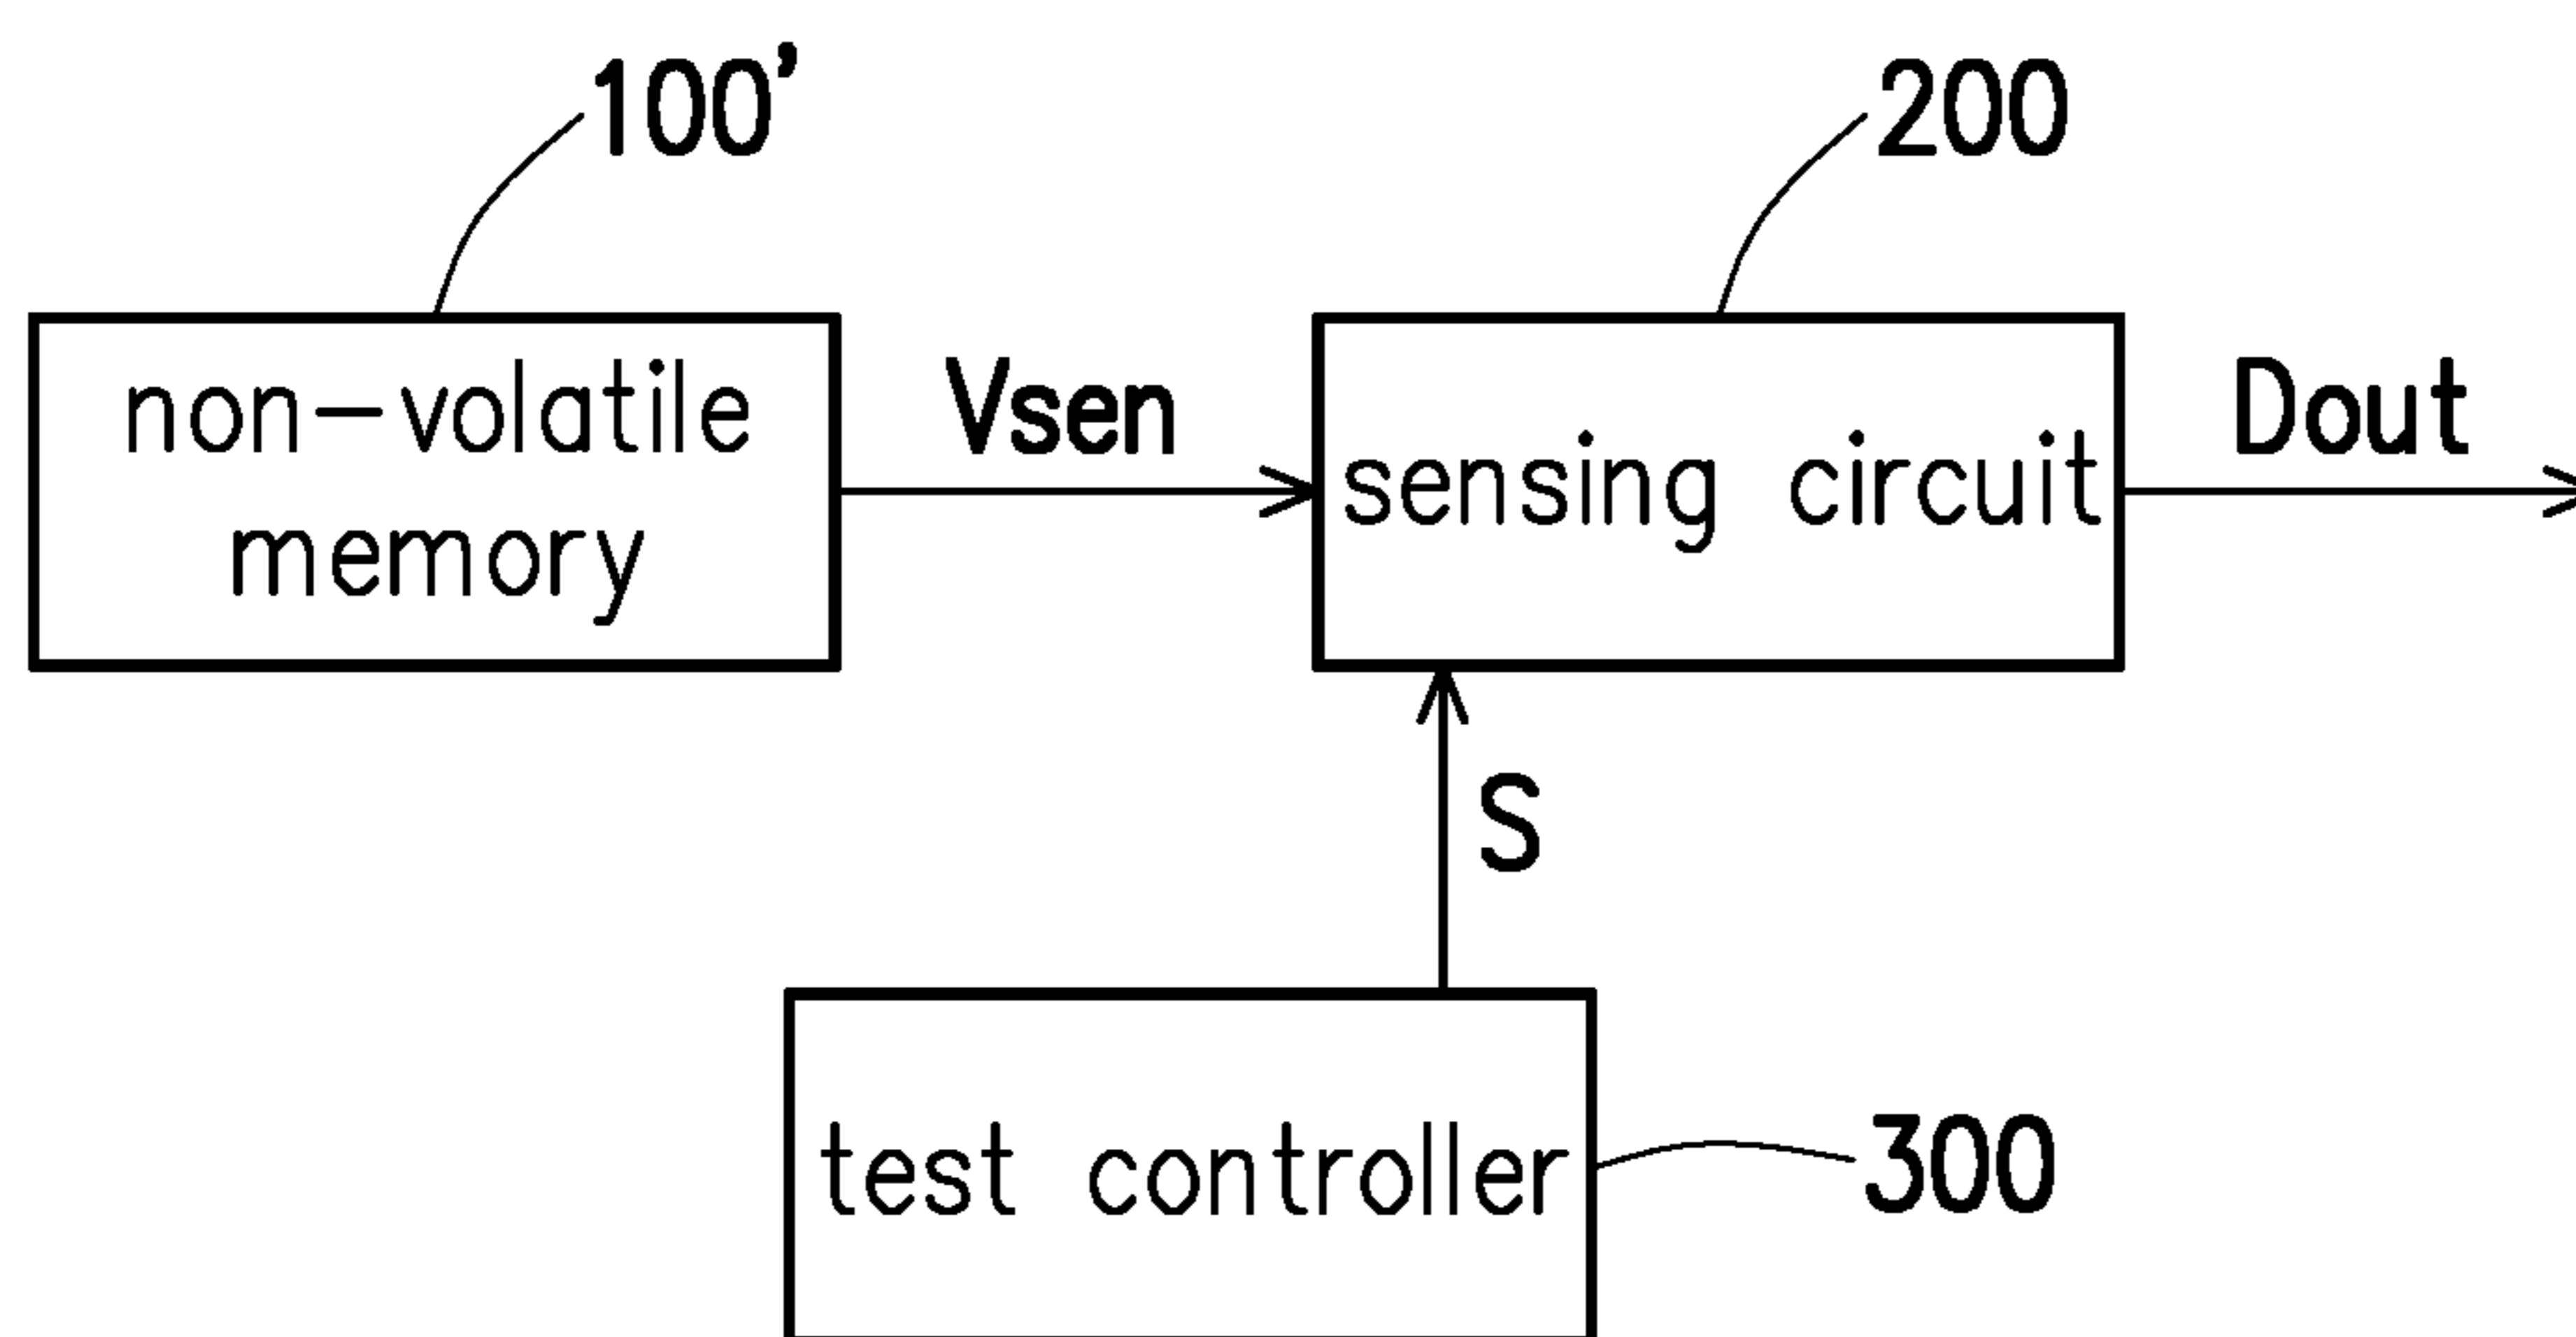 100'
200
non-volatile
memory
Vsen
sensing circuit
Dout
S
test controller
300